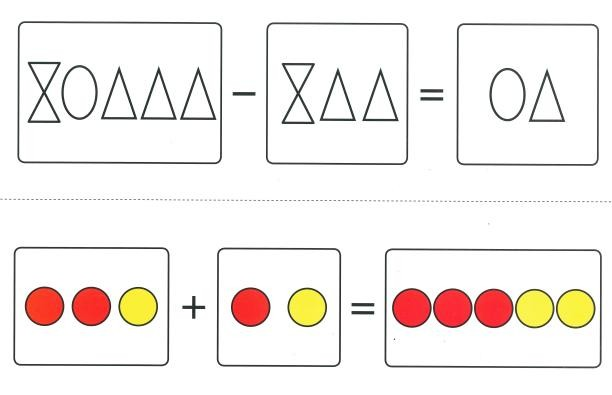 − =
+ =